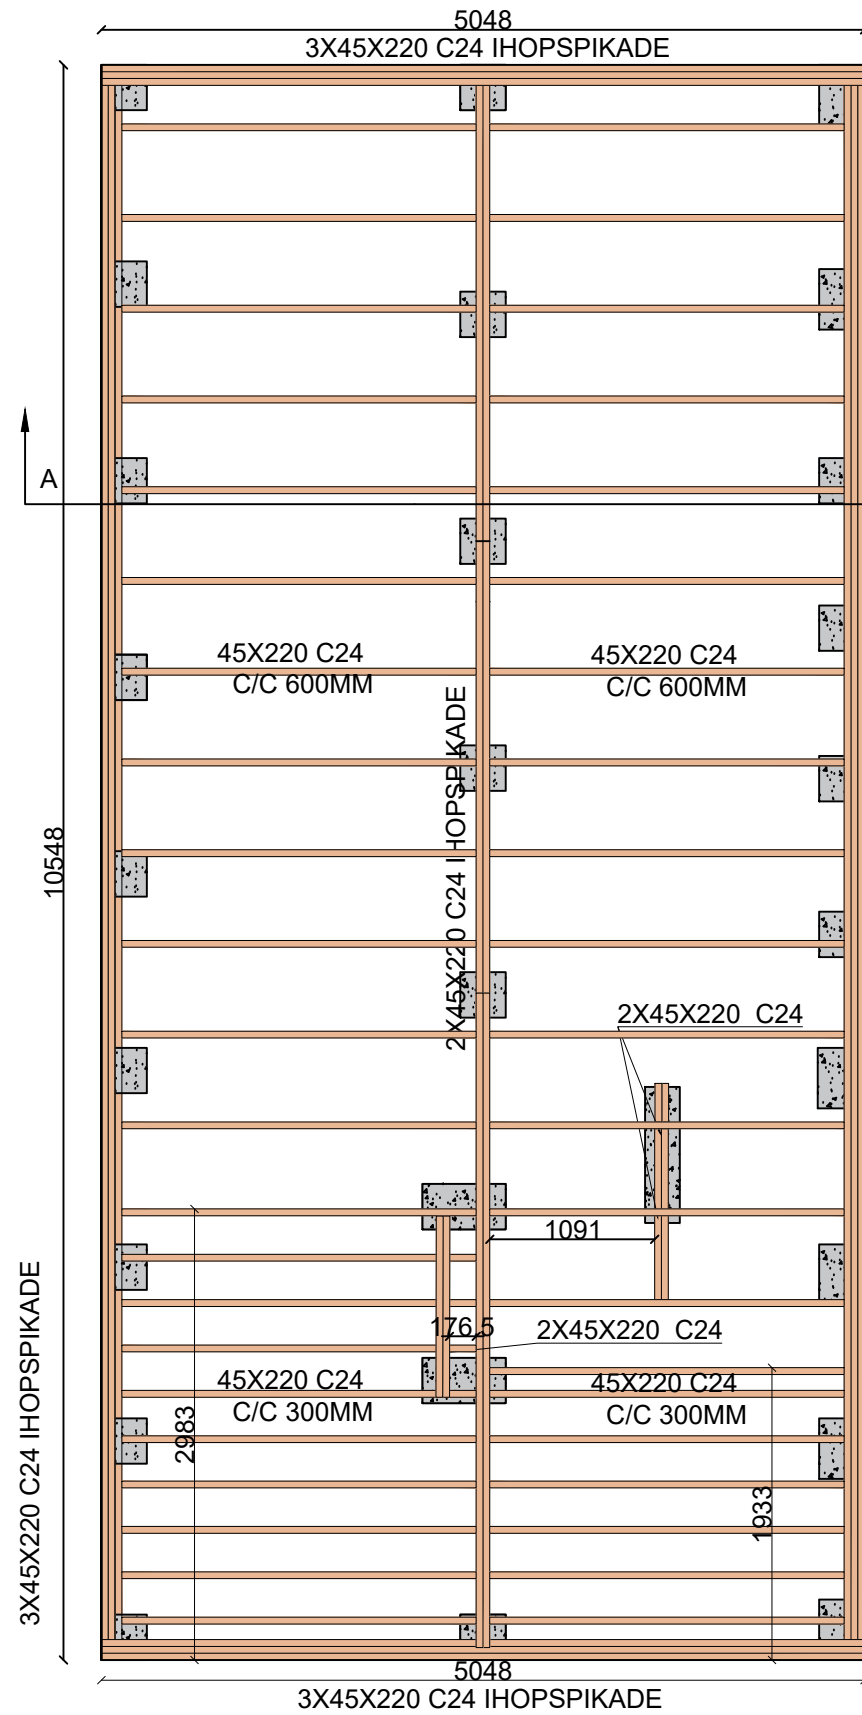 5048
3X45X220 C24 IHOPSPIKADE
A
45X220 C24
C/C 600MM
45X220 C24
C/C 600MM
2X45X220 C24 IHOPSPIKADE
10548
2X45X220 C24
1091
176,5
2X45X220 C24
45X220 C24
C/C 300MM
45X220 C24
C/C 300MM
2983
1933
3X45X220 C24 IHOPSPIKADE
5048
3X45X220 C24 IHOPSPIKADE